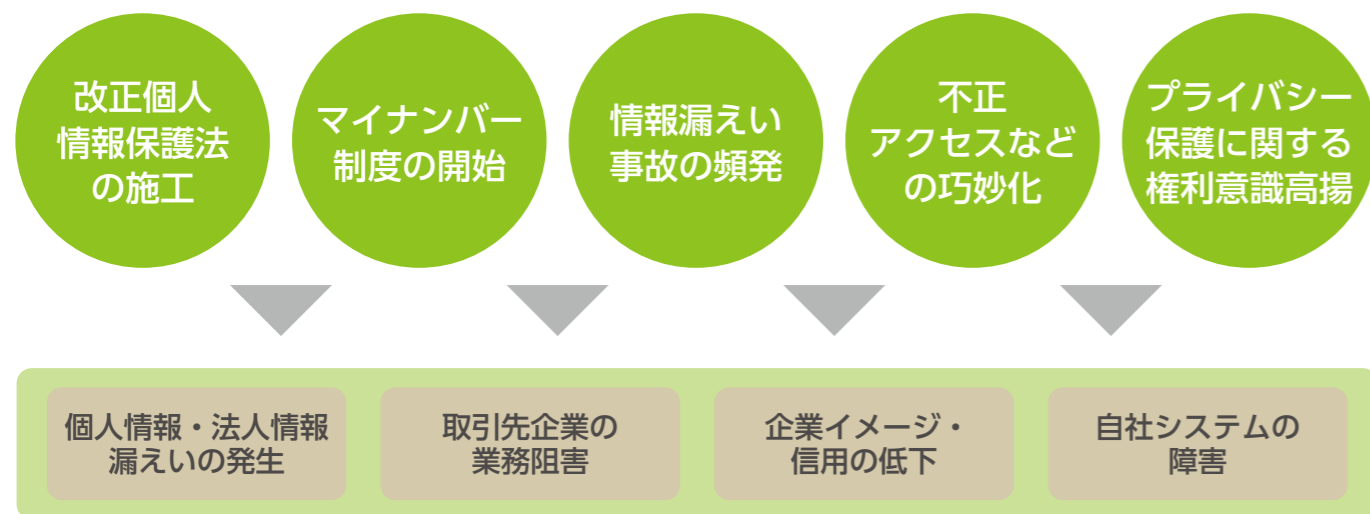 改正個人
情報保護法
の施工
マイナンバー
制度の開始
情報漏えい
事故の頻発
不正
アクセスなど
の巧妙化
プライバシー
保護に関する
権利意識高揚
個人情報・法人情報
漏えいの発生
取引先企業の
業務阻害
企業イメージ・
信用の低下
自社システムの
障害